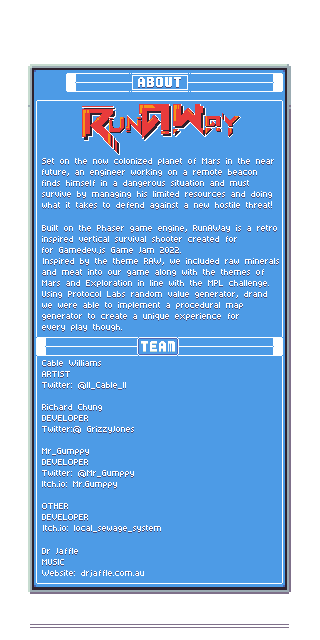 ABOUT
RUNAWAY
Set on the now colonized planet of Mars in the near
future, an engineer working on a remote beacon
finds himself in a dangerous situation and must
survive by managing his limited resources and doing
what it takes to defend against a new hostile threat!
Built on the Phaser game engine, RunAWay is a retro
inspired vertical survival shooter created for
for Gamedev.js Game Jam 2022.
Inspired by the theme RAW, we included raw minerals
and meat into our game along with the themes of
Mars and Exploration in line with the MPL challenge.
Using Protocol Labs random value generator, drand
we were able to implement a procedural map
generator to create a unique experience for
every play though.
TEAM
Cable Williams
ARTIST
Twitter: @ll_Cable_ll
Richard Chung
DEVELOPER
Twitter:@ GrizzyJones
Mr_Gumppy
DEVELOPER
Twitter: @Mr_Gumppy
Itch.io: Mr.Gumppy
OTHER
DEVELOPER
Itch.io: local_sewage_system
Dr Jaffle
MUSIC
Website: drjaffle.com.au